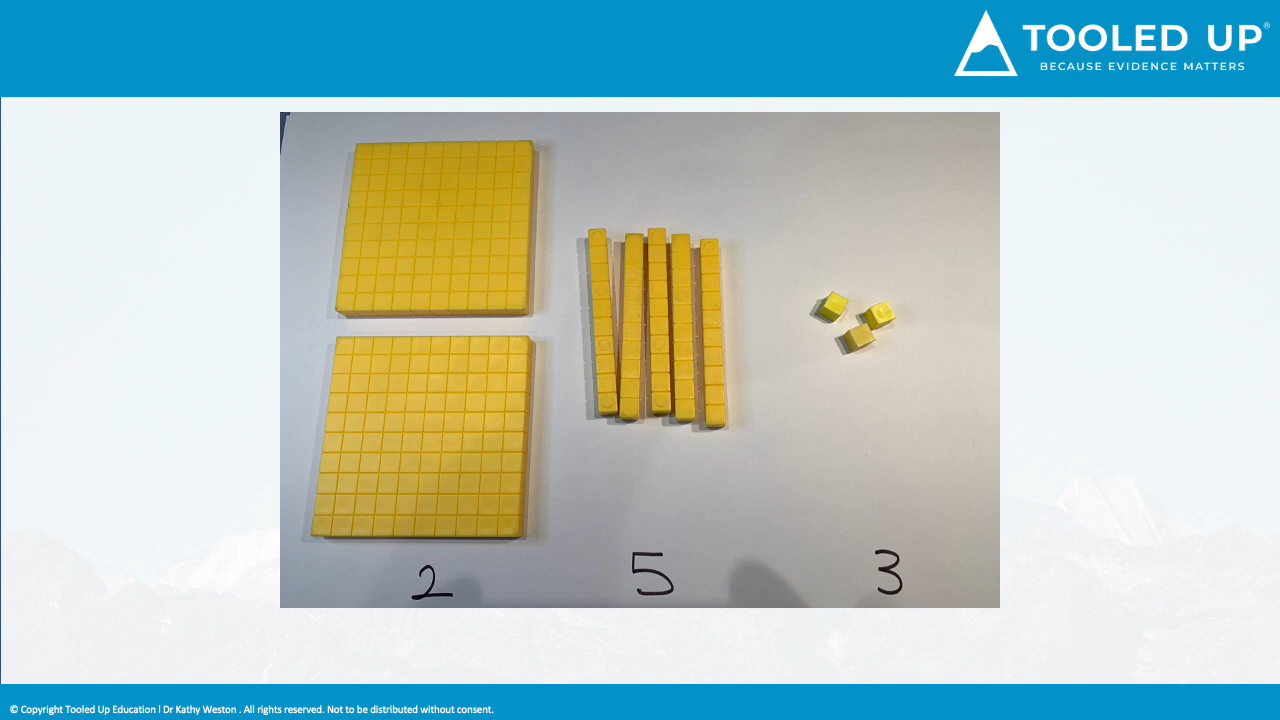 TOOLED UP®
BECAUSE EVIDENCE MATTERS
2 5 3
© Copyright Tooled Up Education l Dr Kathy Weston . All rights reserved. Not to be distributed without consent.